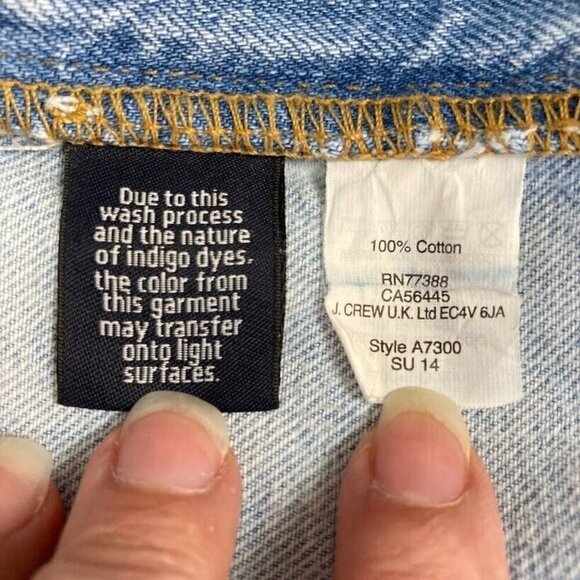 Due to this
wash process
and the nature
of indigo dyes.
the color from
this garment
may transfer
onto light
surfaces.
100% Cotton
RN77388
CA56445
J. CREW U.K. Ltd EC4V 6JA
Style A7300
SU 14